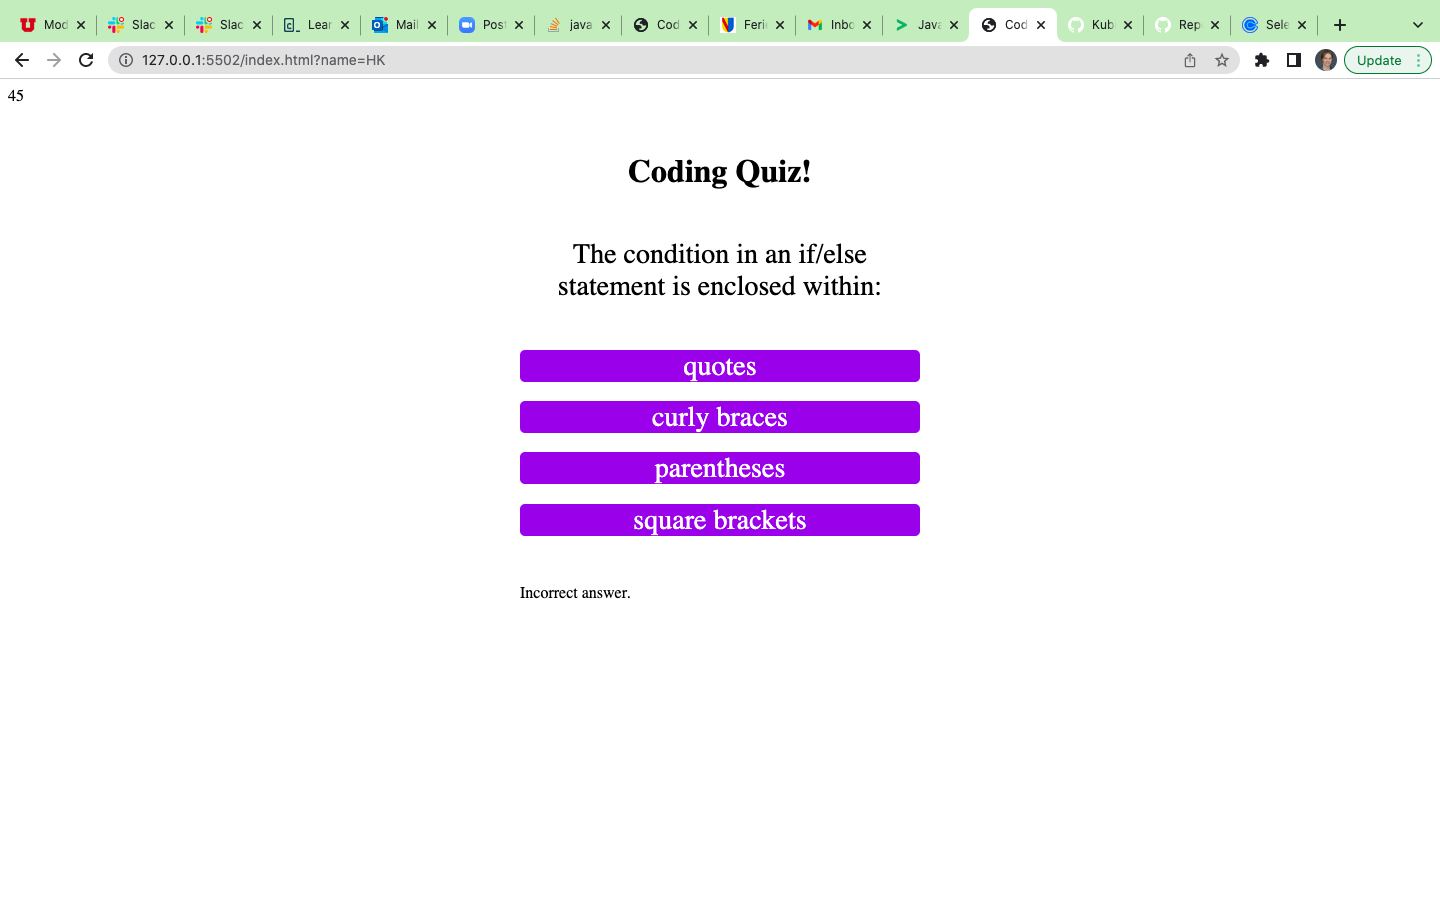 Mod
Slac
Slac
Lear
Mail
Post
java
Cod
Feri
Inbo
Java
Cod
Kub
Rep
Sele
127.0.0.1:5502/index.html?name=HK
Update
45
Coding Quiz!
The condition in an if/else
statement is enclosed within:
quotes
curly braces
parentheses
square brackets
Incorrect answer.